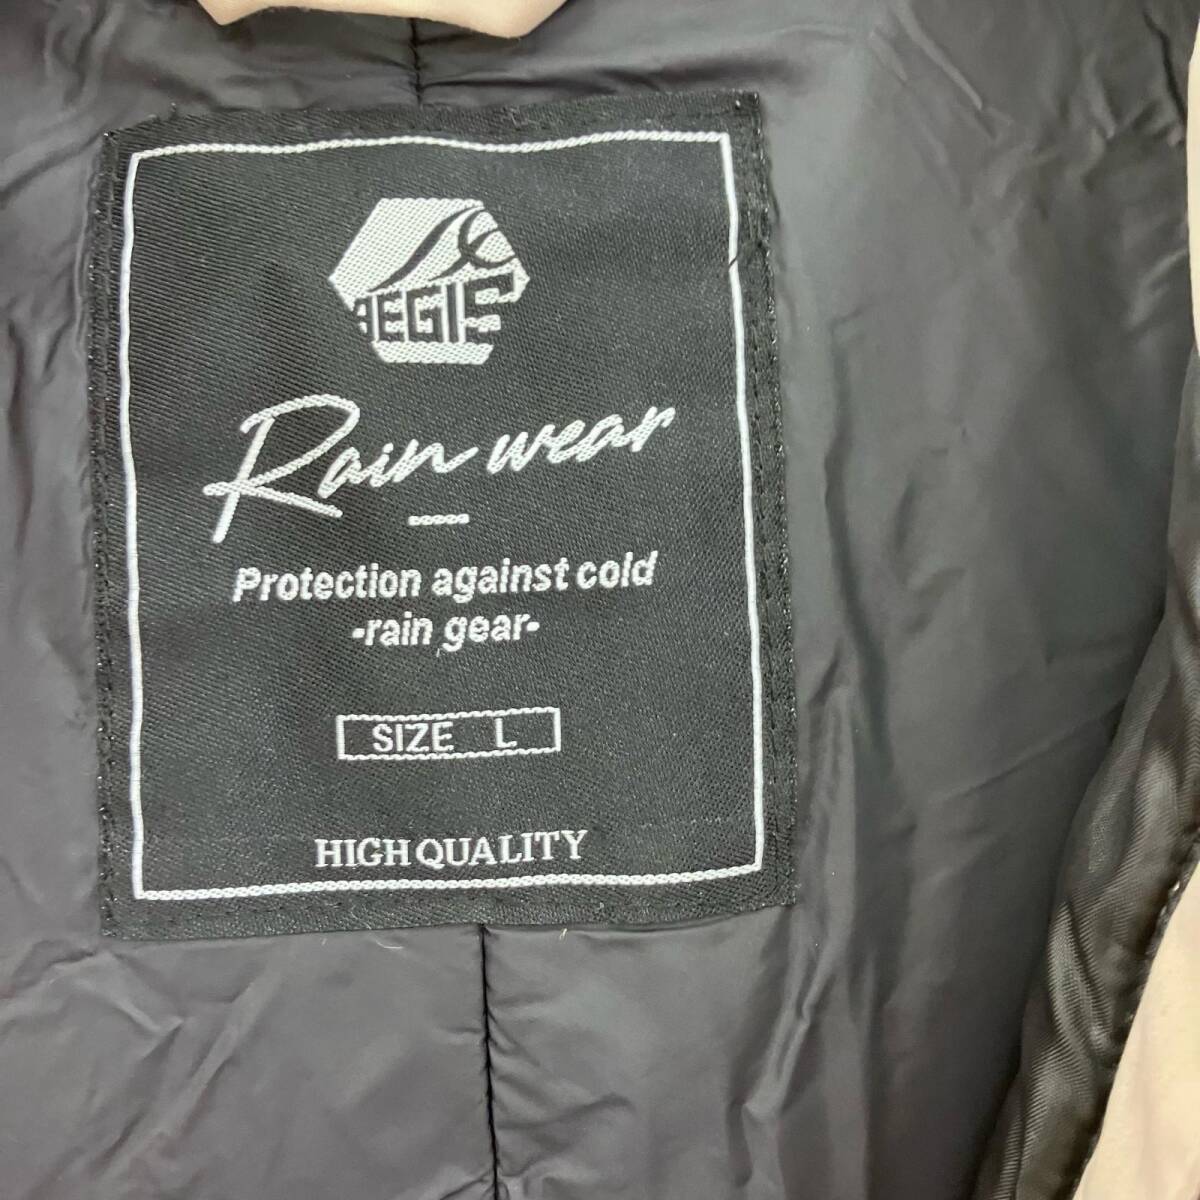 AEGIS
Rain wear
Protection against cold
-rain gear-
SIZE L
HIGH QUALITY